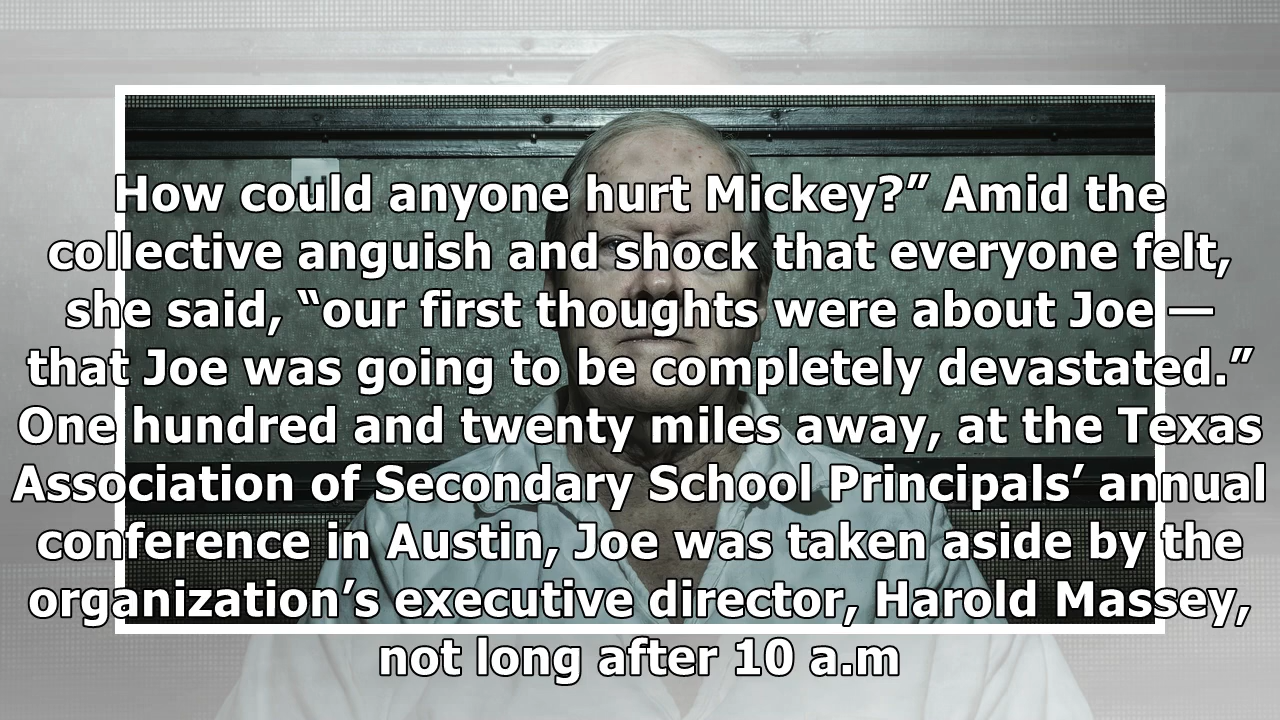 How could anyone hurt Mickey?” Amid the
collective anguish and shock that everyone felt,
she said, “our first thoughts were about Joe —
that Joe was going to be completely devastated.”
One hundred and twenty miles away, at the Texas
Association of Secondary School Principals’ annual
conference in Austin, Joe was taken aside by the
organization’s executive director, Harold Massey,
not long after 10 a.m